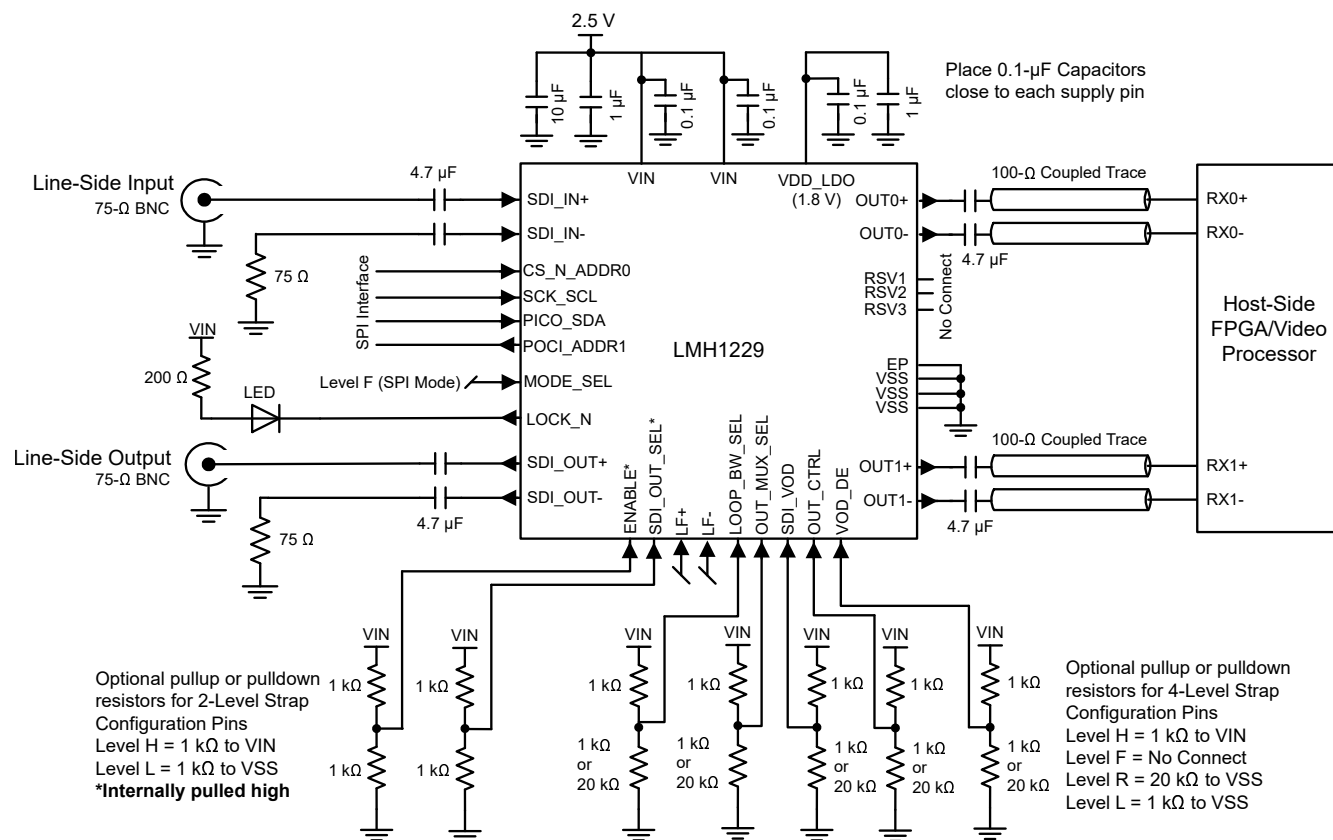 2.5 V
10 µF
1 µF
0.1 µF
0.1 µF
0.1 µF
1 µF
Place 0.1-µF Capacitors
close to each supply pin
Line-Side Input
75-Ω BNC
4.7 µF
75 Ω
SPI Interface
VIN
200 Ω
LED
Level F (SPI Mode)
Line-Side Output
75-Ω BNC
4.7 µF
75 Ω
VIN
VIN
VDD_LDO
(1.8 V)
SDI_IN+
SDI_IN-
CS_N_ADDR0
SCK_SCL
PICO_SDA
POCI_ADDR1
MODE_SEL
LOCK_N
SDI_OUT+
SDI_OUT-
LMH1229
OUT0+
OUT0-
RSV1
RSV2
RSV3
No Connect
EP
VSS
VSS
VSS
OUT1+
OUT1-
ENABLE*
SDI_OUT_SEL*
LF+
LF-
LOOP_BW_SEL
OUT_MUX_SEL
SDI_VOD
OUT_CTRL
VOD_DE
100-Ω Coupled Trace
4.7 µF
100-Ω Coupled Trace
4.7 µF
RX0+
RX0-
Host-Side
FPGA/Video
Processor
RX1+
RX1-
Optional pullup or pulldown
resistors for 2-Level Strap
Configuration Pins
Level H = 1 kΩ to VIN
Level L = 1 kΩ to VSS
*Internally pulled high
VIN
1 kΩ
1 kΩ
VIN
1 kΩ
1 kΩ
VIN
1 kΩ
1 kΩ
or
20 kΩ
VIN
1 kΩ
1 kΩ
or
20 kΩ
VIN
1 kΩ
1 kΩ
or
20 kΩ
VIN
1 kΩ
1 kΩ
or
20 kΩ
VIN
1 kΩ
1 kΩ
or
20 kΩ
Optional pullup or pulldown
resistors for 4-Level Strap
Configuration Pins
Level H = 1 kΩ to VIN
Level F = No Connect
Level R = 20 kΩ to VSS
Level L = 1 kΩ to VSS